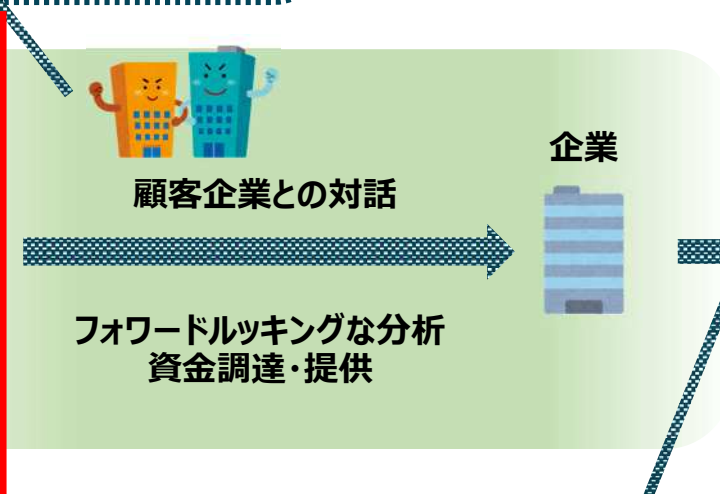 企業
顧客企業との対話
フォワードルッキングな分析
資金調達・提供